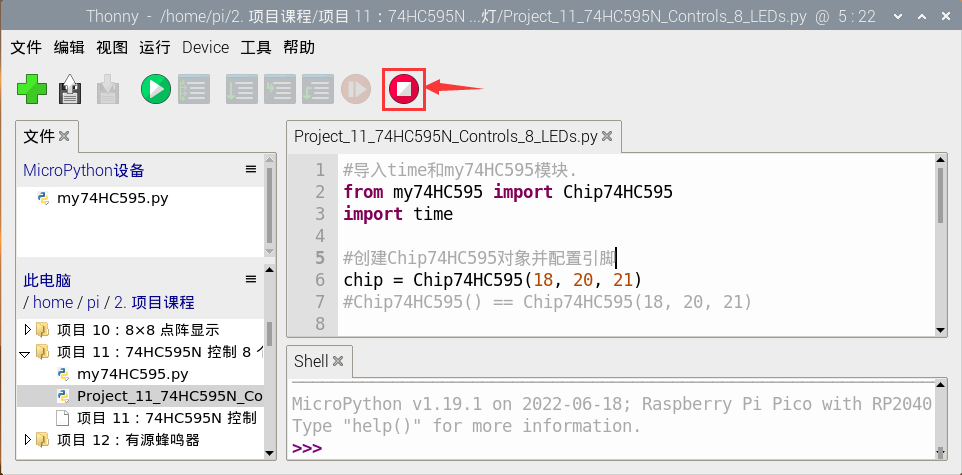 Thonny - /home/pi/2. 项目课程/项目 11：74HC595N ...灯/Project_11_74HC595N_Controls_8_LEDs.py @ 5 : 22
文件 编辑 视图 运行 Device 工具 帮助
文件
MicroPython设备
my74HC595.py
此电脑
/ home / pi / 2. 项目课程
项目 10：8×8 点阵显示
项目 11：74HC595N 控制 8 个
my74HC595.py
Project_11_74HC595N_Co
项目 11：74HC595N 控制
项目 12：有源蜂鸣器
Project_11_74HC595N_Controls_8_LEDs.py
1 #导入time和my74HC595模块.
2 from my74HC595 import Chip74HC595
3 import time
4
5 #创建Chip74HC595对象并配置引脚
6 chip = Chip74HC595(18, 20, 21)
7 #Chip74HC595() == Chip74HC595(18, 20, 21)
8
Shell
MicroPython v1.19.1 on 2022-06-18; Raspberry Pi Pico with RP2040
Type "help()" for more information.
>>>